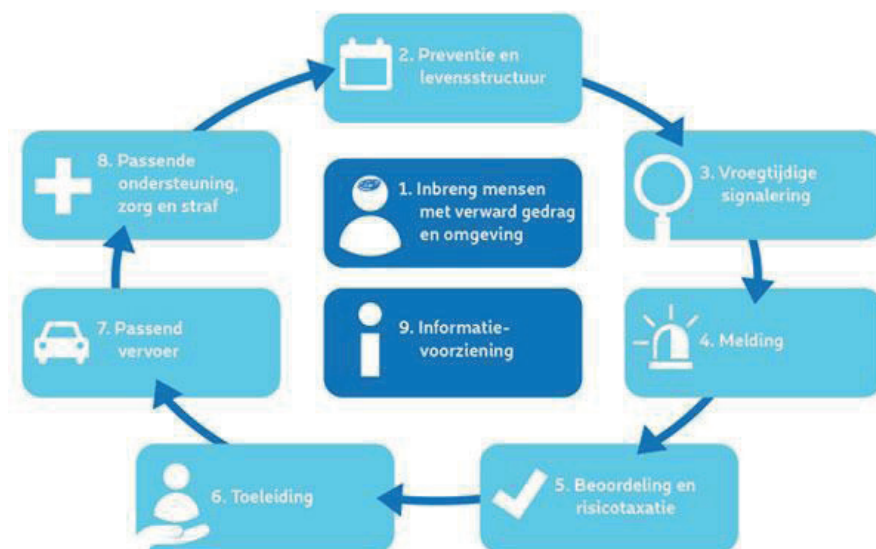 2. Preventie en
levensstructuur
8. Passende
ondersteuning,
zorg en straf
1. Inbreng mensen
met verward gedrag
en omgeving
3. Vroegtijdige
signalering
7. Passend
vervoer
9. Informatie-
voorziening
4. Melding
6. Toeleiding
5. Beoordeling en
risicotaxatie